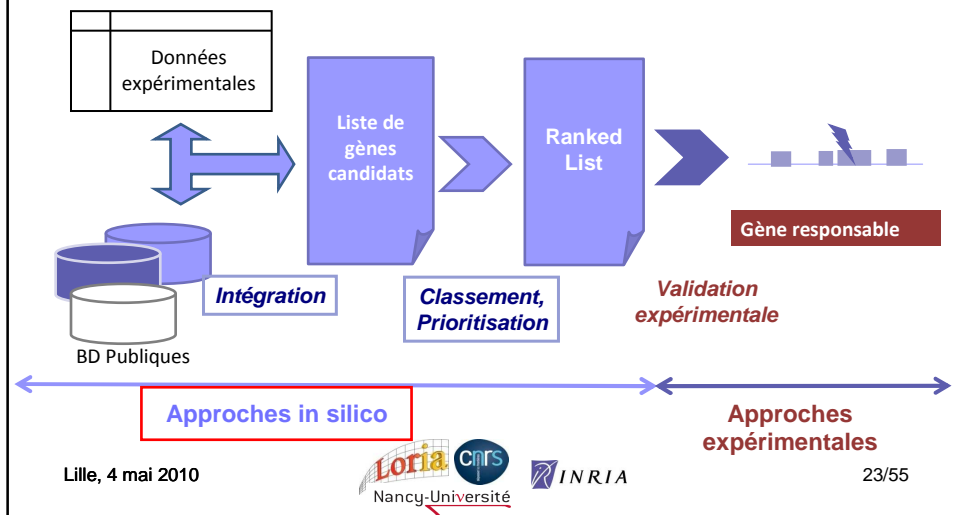 Données
expérimentales
Liste de
gènes
candidats
Ranked
List
Gène responsable
Intégration
Classement,
Prioritisation
Validation
expérimentale
BD Publiques
Approches in silico
Approches
expérimentales
Lille, 4 mai 2010
Loria
cnrs
Nancy-Université
INRIA
23/55